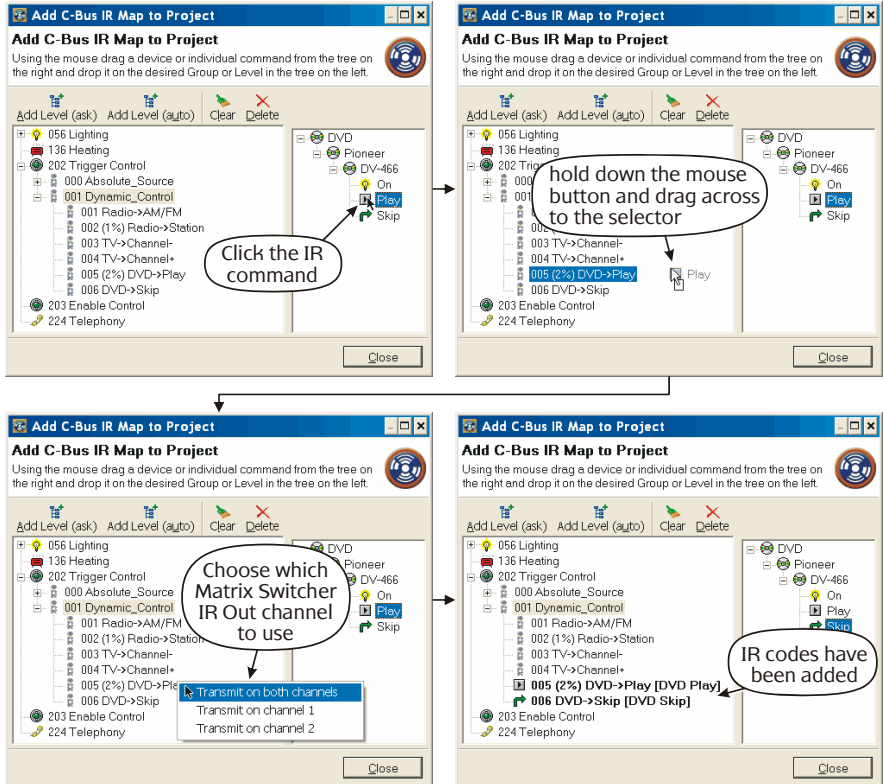 Add C-Bus IR Map to Project
Add C-Bus IR Map to Project
Using the mouse drag a device or individual command from the tree on
the right and drop it on the desired Group or Level in the tree on the left.
Add Level (ask) Add Level (auto) Clear Delete
056 Lighting
136 Heating
202 Trigger Control
000 Absolute_Source
001 Dynamic_Control
001 Radio->AM/FM
002 (1%) Radio->Station
003 TV->Channel-
004 TV->Channel+
005 (2%) DVD->Play
006 DVD->Skip
203 Enable Control
224 Telephony
DVD
Pioneer
DV-466
On
Play
Skip
Click the IR
command
Close
Add C-Bus IR Map to Project
Add C-Bus IR Map to Project
Using the mouse drag a device or individual command from the tree on
the right and drop it on the desired Group or Level in the tree on the left.
Add Level (ask) Add Level (auto) Clear Delete
056 Lighting
136 Heating
202 Trig
000
001
002
003 TV->Channel-
004 TV->Channel+
005 (2%) DVD->Play
006 DVD->Skip
203 Enable Control
224 Telephony
hold down the mouse
button and drag across
to the selector
Play
DVD
Pioneer
DV-466
On
Play
Skip
Close
Add C-Bus IR Map to Project
Add C-Bus IR Map to Project
Using the mouse drag a device or individual command from the tree on
the right and drop it on the desired Group or Level in the tree on the left.
Add Level (ask) Add Level (auto) Clear Delete
056 Lighting
136 Heating
202 Trigger Control
000 Absolute_Source
001 Dynamic_Control
001 Radio->AM/FM
002 (1%) Radio->Station
003 TV->Channel-
004 TV->Channel+
005 (2%) DVD->Pla
006 DVD->Skip
203 Enable Control
224 Telephony
Choose which
Matrix Switcher
IR Out channel
to use
Transmit on both channels
Transmit on channel 1
Transmit on channel 2
DVD
Pioneer
DV-466
On
Play
Skip
Close
Add C-Bus IR Map to Project
Add C-Bus IR Map to Project
Using the mouse drag a device or individual command from the tree on
the right and drop it on the desired Group or Level in the tree on the left.
Add Level (ask) Add Level (auto) Clear Delete
056 Lighting
136 Heating
202 Trigger Control
000 Absolute_Source
001 Dynamic_Control
001 Radio->AM/FM
002 (1%) Radio->Station
003 TV->Channel-
004 TV->Channel+
005 (2%) DVD->Play [DVD Play]
006 DVD->Skip [DVD Skip]
203 Enable Control
224 Telephony
DVD
Pioneer
DV-466
On
Play
Skip
IR codes have
been added
Close